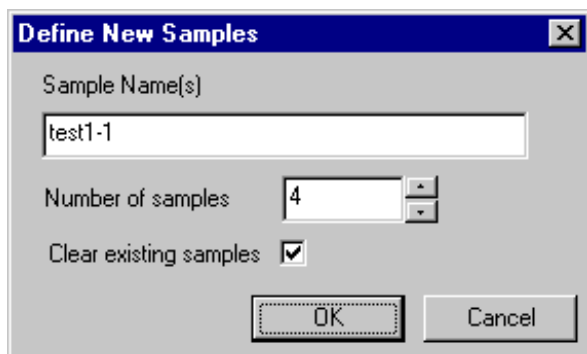 Define New Samples
Sample Name(s)
test1-1
Number of samples 4
Clear existing samples
OK Cancel